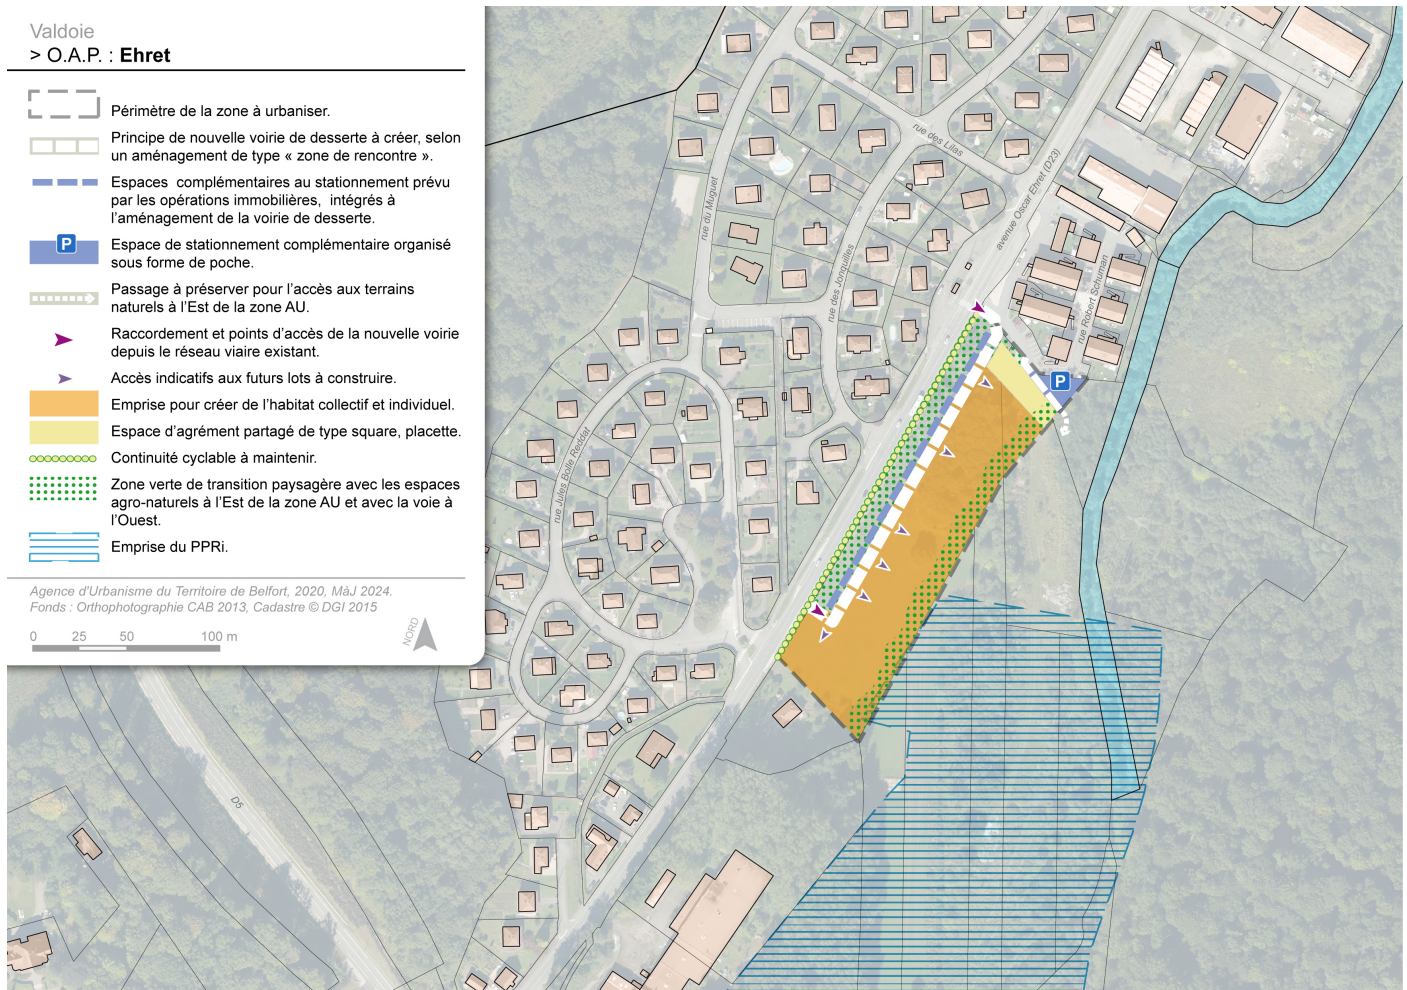 Valdoie
> O.A.P. : Ehret
Périmètre de la zone à urbaniser.
Principe de nouvelle voirie de desserte à créer, selon
un aménagement de type « zone de rencontre ».
Espaces complémentaires au stationnement prévu
par les opérations immobilières, intégrés à
l'aménagement de la voirie de desserte.
P
Espace de stationnement complémentaire organisé
sous forme de poche.
Passage à préserver pour l'accès aux terrains
naturels à l'Est de la zone AU.
Raccordement et points d'accès de la nouvelle voirie
depuis le réseau viaire existant.
Accès indicatifs aux futurs lots à construire.
Emprise pour créer de l'habitat collectif et individuel.
Espace d'agrément partagé de type square, placette.
Continuité cyclable à maintenir.
Zone verte de transition paysagère avec les espaces
agro-naturels à l'Est de la zone AU et avec la voie à
l'Ouest.
Emprise du PPRi.
Agence d'Urbanisme du Territoire de Belfort, 2020, MàJ 2024.
Fonds : Orthophotographie CAB 2013, Cadastre © DGI 2015
0 25 50 100 m
NORD
rue des Lilas
avenue Oscar Ehret (D23)
rue du Muguet
rue des Jonquilles
rue Robert Schuman
P
rue Jules Bolle Reddat
D5